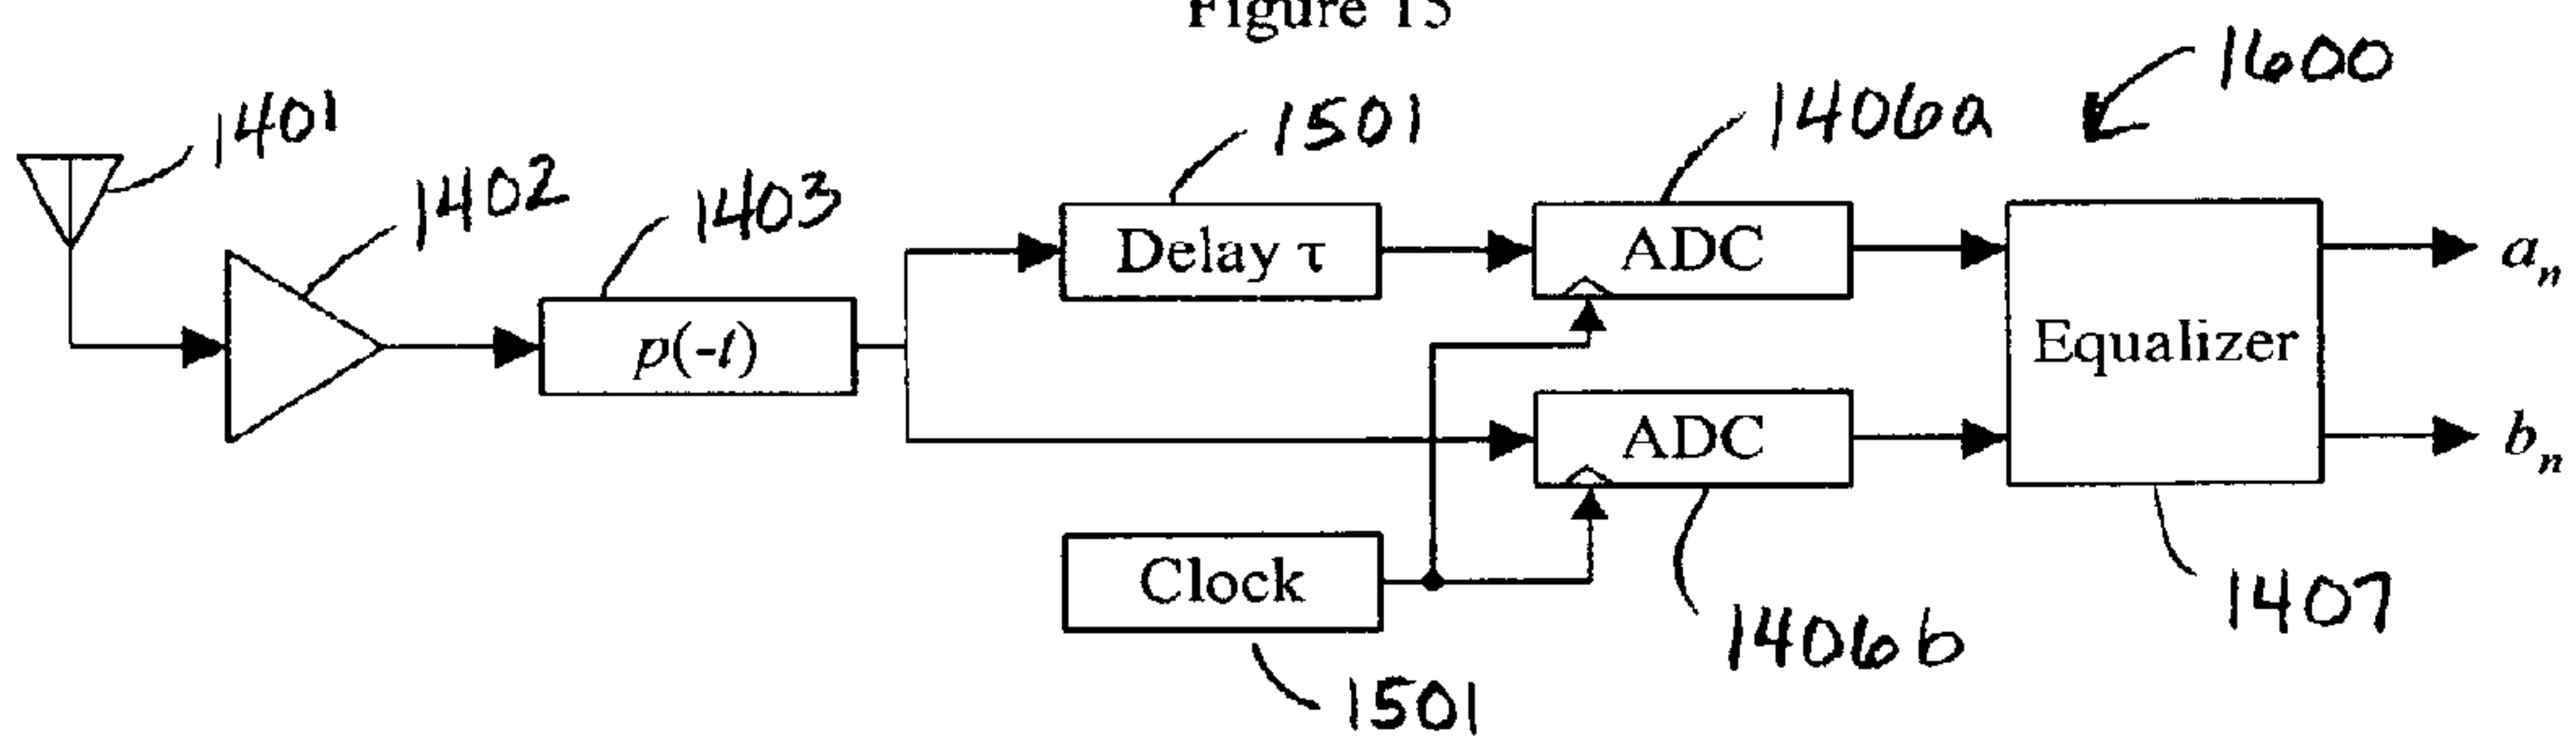 Figure 15
1600
1401
1402
1403
1501
1406a
Delay τ
ADC
a_n
p(-t)
Equalizer
ADC
b_n
Clock
1501
1406b
1407